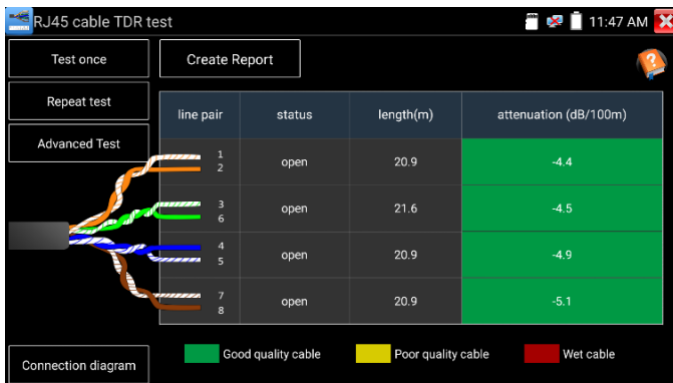 RJ45 cable TDR test
11:47 AM
Test once
Create Report
Repeat test
Advanced Test
line pair status length(m) attenuation (dB/100m)
1
2
open 20.9 -4.4
3
6
open 21.6 -4.5
4
5
open 20.9 -4.9
7
8
open 20.9 -5.1
Good quality cable Poor quality cable Wet cable
Connection diagram